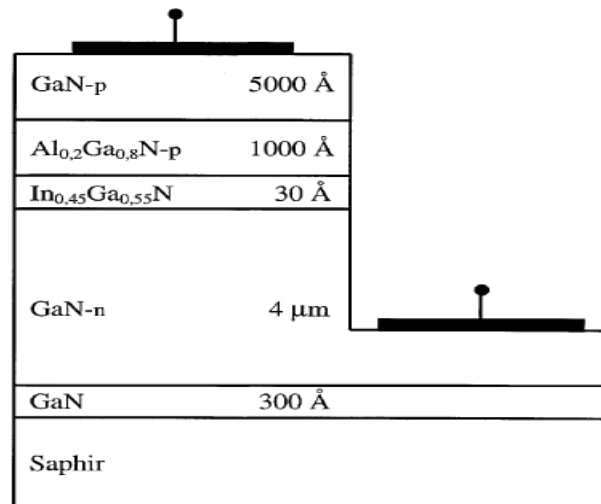 GaN-p 5000 Å
Al0,2Ga0,8N-p 1000 Å
In0,45Ga0,55N 30 Å
GaN-n 4 μm
GaN 300 Å
Saphir